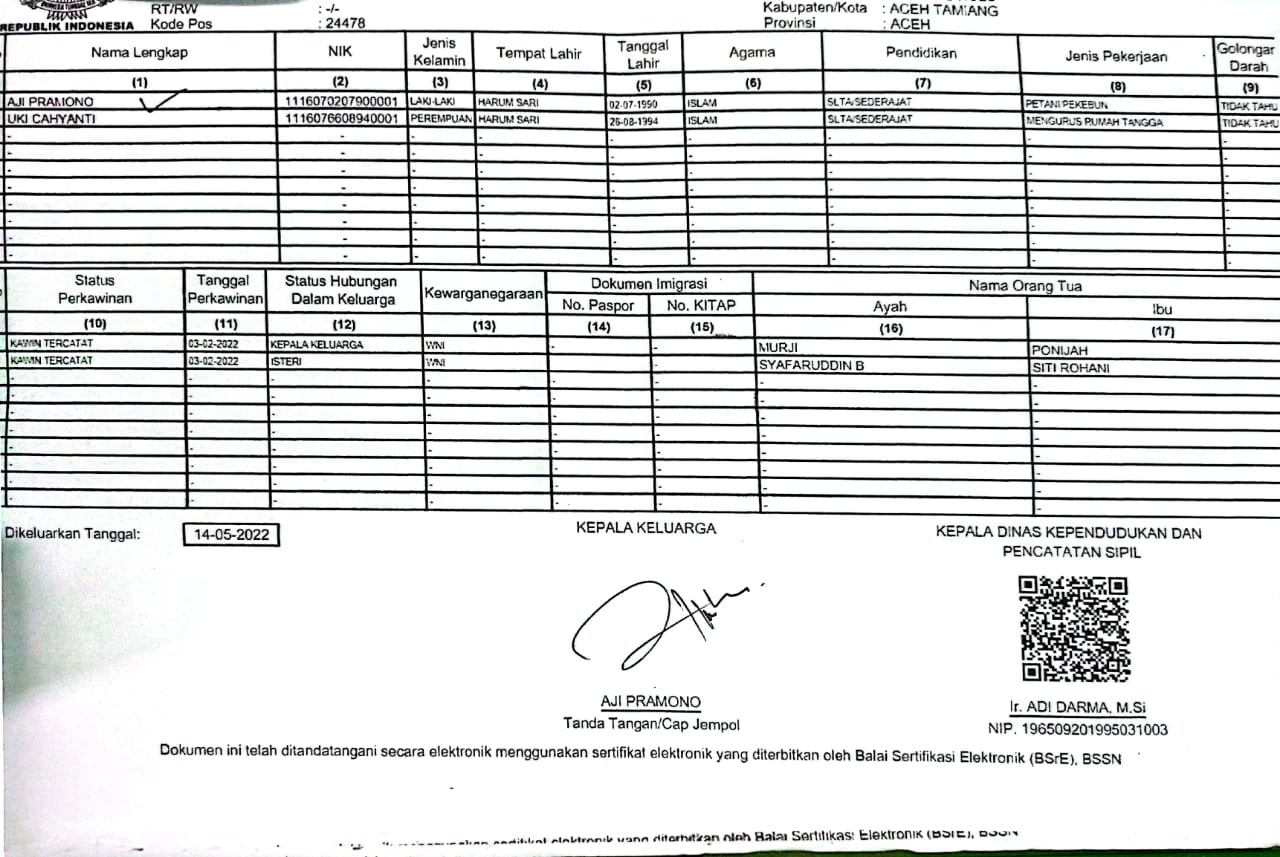 REPUBLIK INDONESIA
RT/RW : -/-
Kode Pos : 24478
Kabupaten/Kota : ACEH TAMIANG
Provinsi : ACEH
Nama Lengkap NIK Jenis Kelamin Tempat Lahir Tanggal Lahir Agama Pendidikan Jenis Pekerjaan Golongan Darah
(1) (2) (3) (4) (5) (6) (7) (8) (9)
AJI PRAMONO 1116070207900001 LAKI-LAKI HARUM SARI 02-07-1990 ISLAM SLTA/SEDERAJAT PETANI/PEKEBUN TIDAK TAHU
UKI CAHYANTI 1116076608940001 PEREMPUAN HARUM SARI 26-08-1994 ISLAM SLTA/SEDERAJAT MENGURUS RUMAH TANGGA TIDAK TAHU
Status Perkawinan Tanggal Perkawinan Status Hubungan Dalam Keluarga Kewarganegaraan Dokumen Imigrasi Nama Orang Tua
No. Paspor No. KITAP Ayah Ibu
(10) (11) (12) (13) (14) (15) (16) (17)
KAWIN TERCATAT 03-02-2022 KEPALA KELUARGA WNI - - MURJI PONIJAH
KAWIN TERCATAT 03-02-2022 ISTERI WNI - - SYAFARUDDIN B SITI ROHANI
Dikeluarkan Tanggal: 14-05-2022
KEPALA KELUARGA
AJI PRAMONO
Tanda Tangan/Cap Jempol
KEPALA DINAS KEPENDUDUKAN DAN
PENCATATAN SIPIL
Ir. ADI DARMA, M.Si
NIP. 196509201995031003
Dokumen ini telah ditandatangani secara elektronik menggunakan sertifikat elektronik yang diterbitkan oleh Balai Sertifikasi Elektronik (BSrE), BSSN
sertifikat elektronik yang diterbitkan oleh Balai Sertifikasi Elektronik (BSrE), BSSN